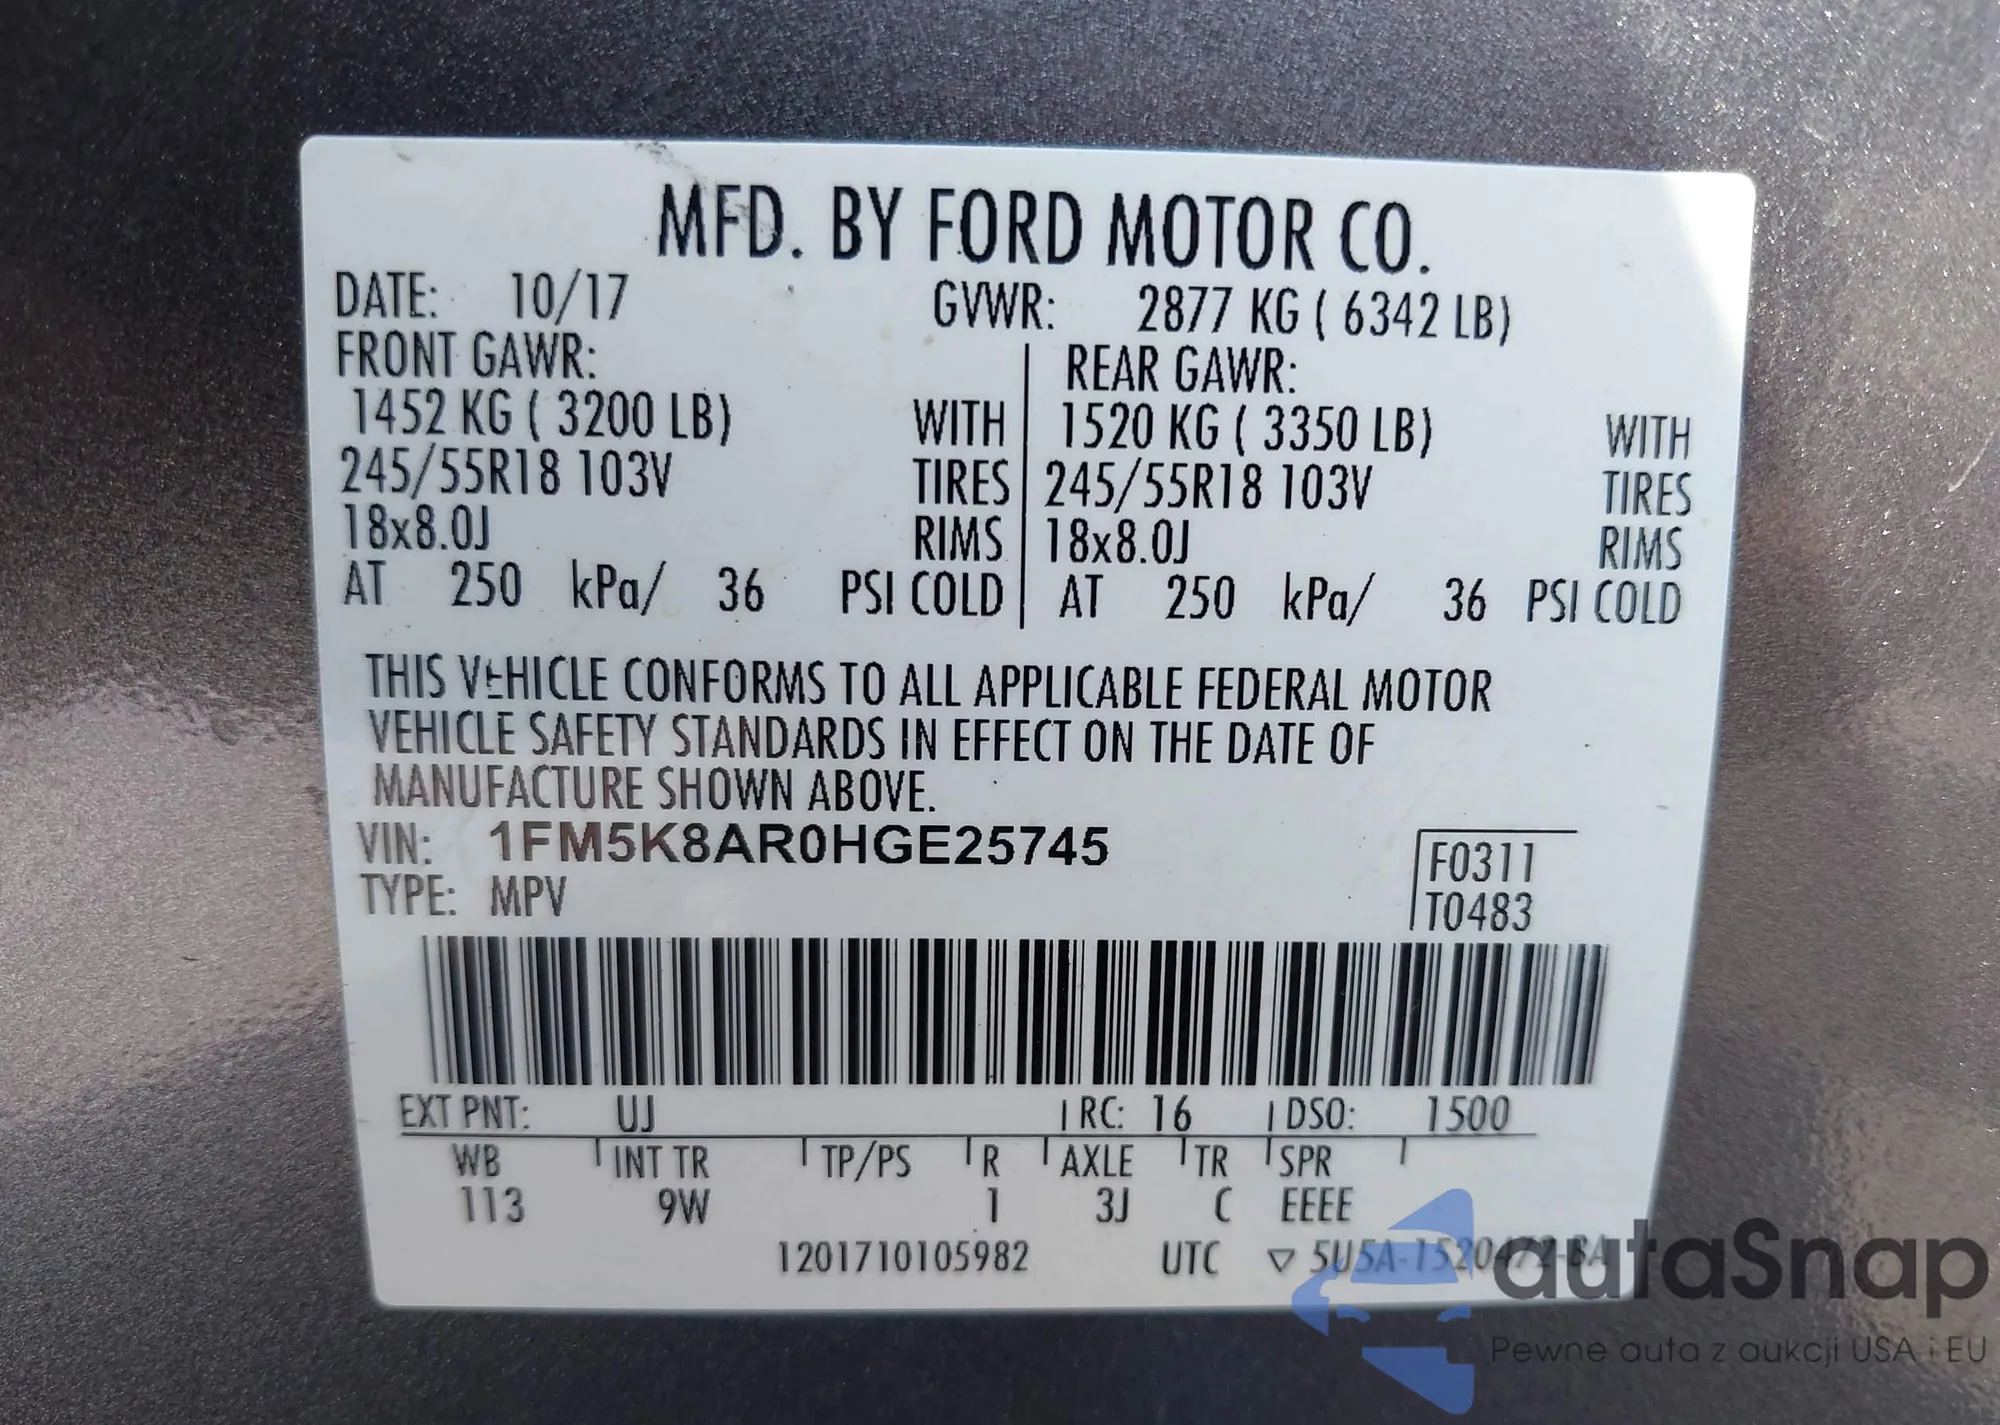 MFD. BY FORD MOTOR CO.
DATE: 10/17 GVWR: 2877 KG ( 6342 LB)
FRONT GAWR: REAR GAWR:
1452 KG ( 3200 LB) WITH 1520 KG ( 3350 LB) WITH
245/55R18 103V TIRES 245/55R18 103V TIRES
18x8.0J RIMS 18x8.0J RIMS
AT 250 kPa/ 36 PSI COLD AT 250 kPa/ 36 PSI COLD
THIS VEHICLE CONFORMS TO ALL APPLICABLE FEDERAL MOTOR
VEHICLE SAFETY STANDARDS IN EFFECT ON THE DATE OF
MANUFACTURE SHOWN ABOVE.
VIN: 1FM5K8AR0HGE25745
F0311
TYPE: MPV
T0483
EXT PNT: UJ RC: 16 DSO: 1500
WB INT TR TP/PS R AXLE TR SPR
113 9W 1 3J C EEEE
1201710105982 UTC ▽ 5U5A-1520472-BA
autaSnap
Pewne auta z aukcji USA i EU